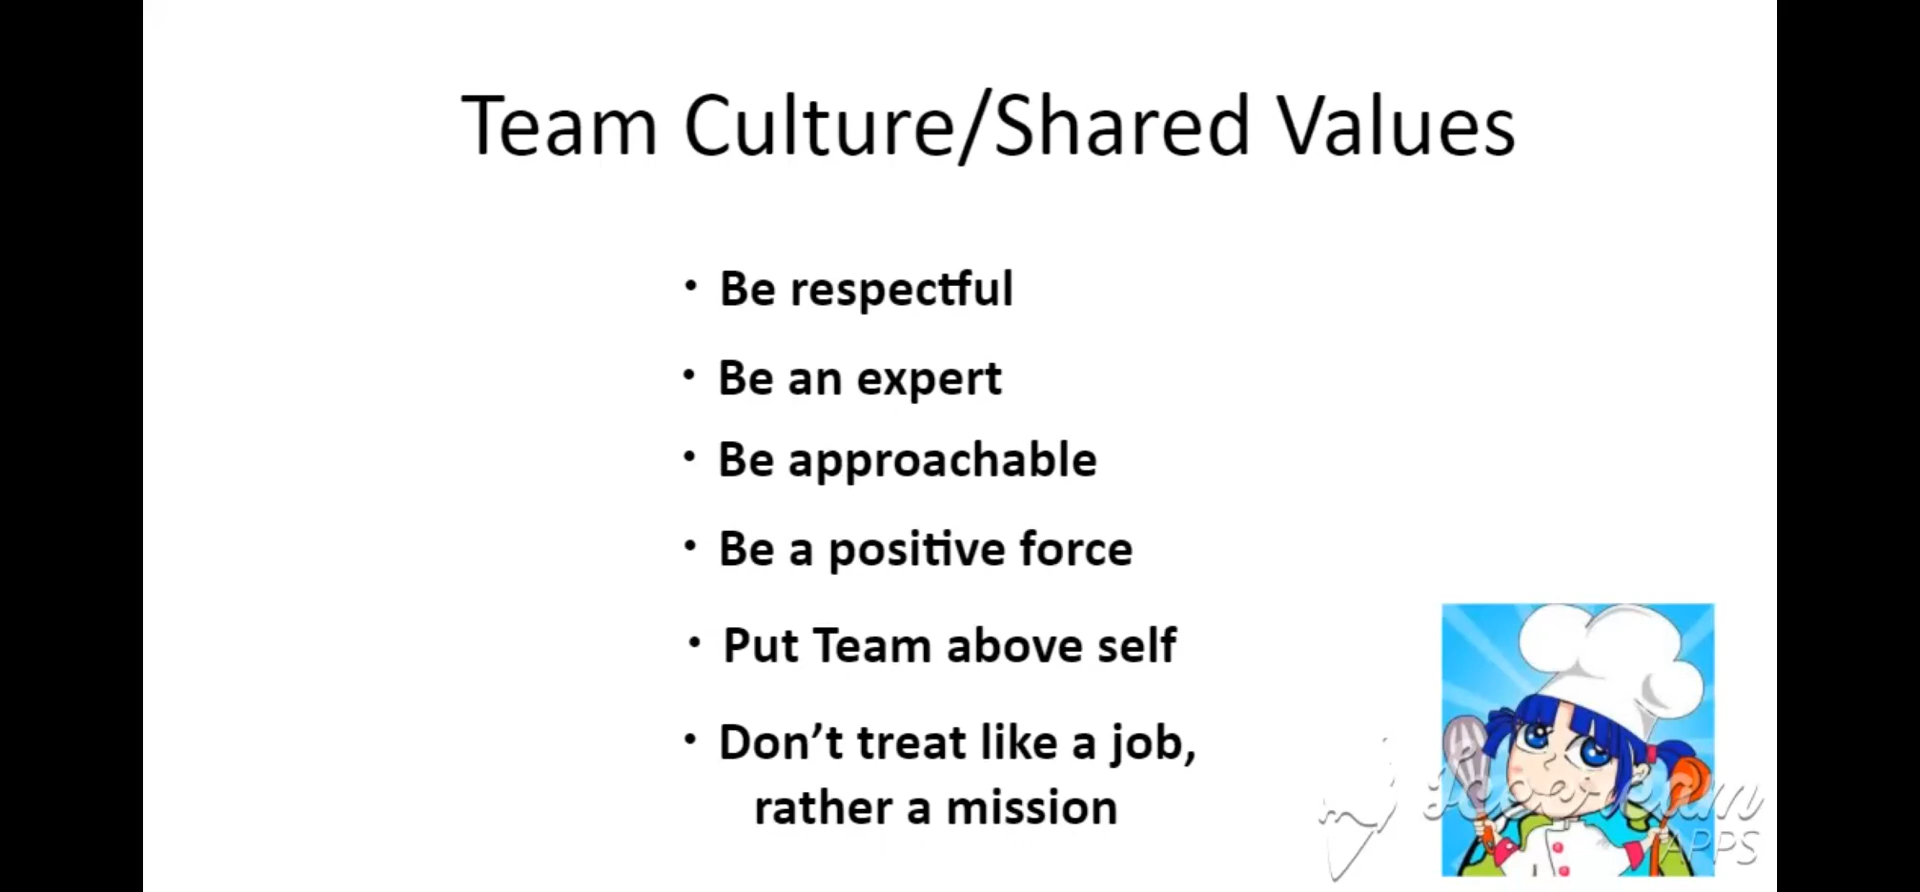 Team Culture/Shared Values
• Be respectful
• Be an expert
• Be approachable
• Be a positive force
• Put Team above self
• Don’t treat like a job,
rather a mission
APPS